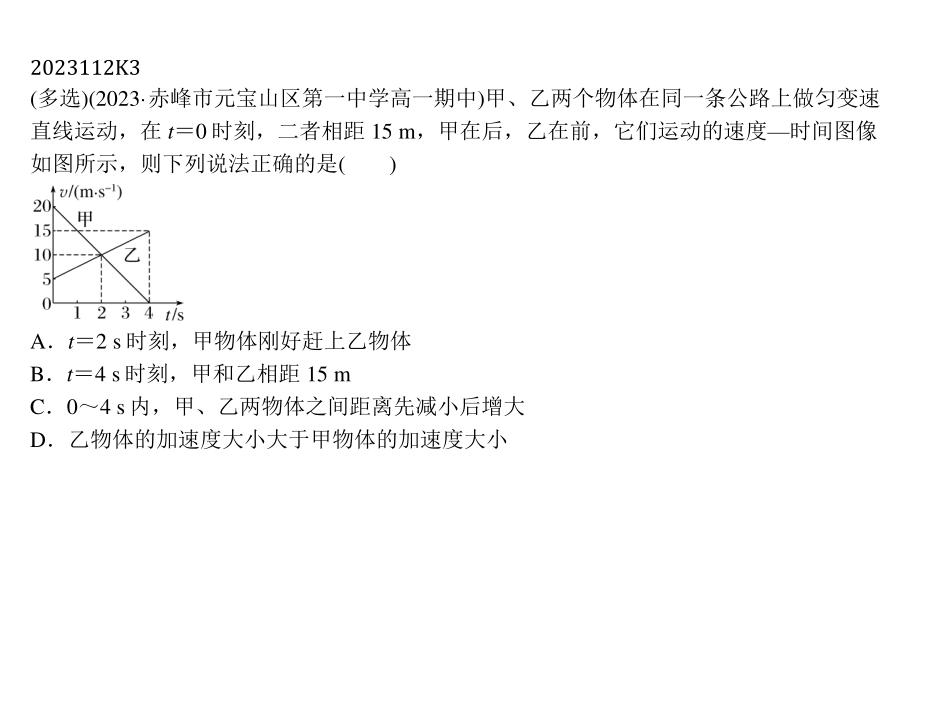 2023112K3
(多选)(2023·赤峰市元宝山区第一中学高一期中)甲、乙两个物体在同一条公路上做匀变速
直线运动，在 t＝0 时刻，二者相距 15 m，甲在后，乙在前，它们运动的速度—时间图像
如图所示，则下列说法正确的是(　　)
v/(m·s⁻¹)
20
甲
15
10
乙
5
0
1 2 3 4 t/s
A．t＝2 s 时刻，甲物体刚好赶上乙物体
B．t＝4 s 时刻，甲和乙相距 15 m
C．0～4 s 内，甲、乙两物体之间距离先减小后增大
D．乙物体的加速度大小大于甲物体的加速度大小